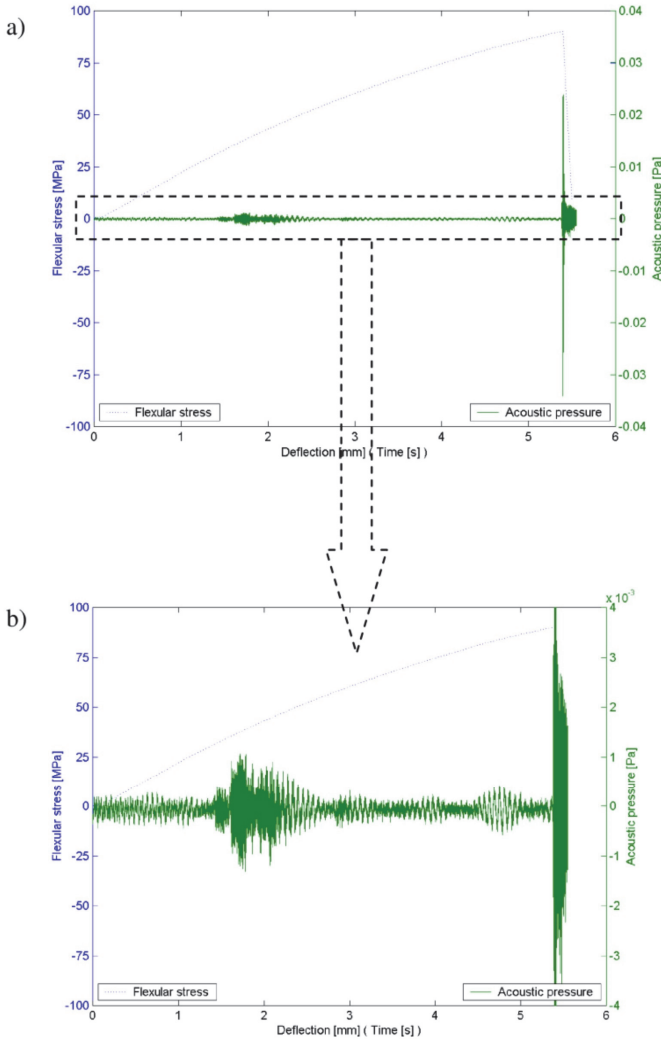 a)
100
75
50
25
0
-25
-50
-75
-100
Flexular stress [MPa]
0.04
0.03
0.02
0.01
0
-0.01
-0.02
-0.03
-0.04
Acoustic pressure [Pa]
Flexural stress
Acoustic pressure
0 1 2 3 4 5 6
Deflection [mm] ( Time [s] )
b)
x 10⁻³
100
75
50
25
0
-25
-50
-75
-100
Flexular stress [MPa]
4
3
2
1
0
-1
-2
-3
-4
Acoustic pressure [Pa]
Flexural stress
Acoustic pressure
0 1 2 3 4 5 6
Deflection [mm] ( Time [s] )